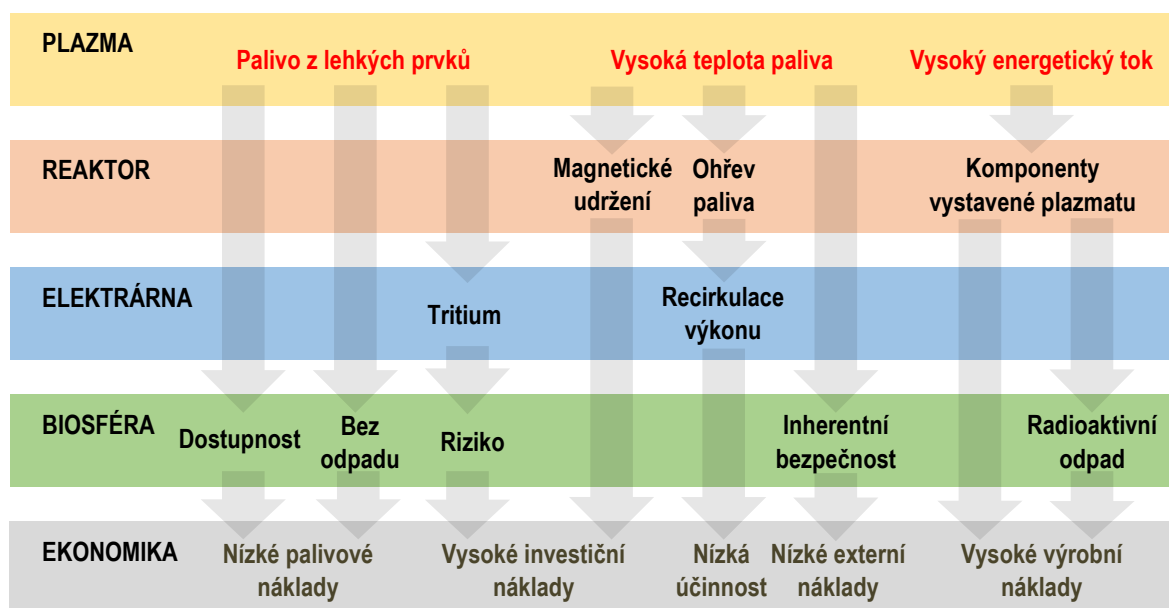 PLAZMA
Palivo z lehkých prvků
Vysoká teplota paliva
Vysoký energetický tok
REAKTOR
Magnetické
udržení
Ohřev
paliva
Komponenty
vystavené plazmatu
ELEKTRÁRNA
Tritium
Recirkulace
výkonu
BIOSFÉRA
Dostupnost
Bez
odpadu
Riziko
Inherentní
bezpečnost
Radioaktivní
odpad
EKONOMIKA
Nízké palivové
náklady
Vysoké investiční
náklady
Nízká
účinnost
Nízké externí
náklady
Vysoké výrobní
náklady